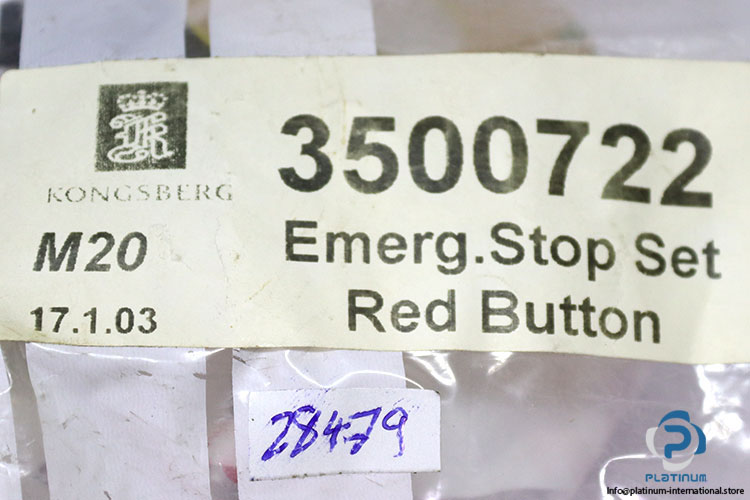 3500722
KONGSBERG
M20
Emerg.Stop Set
17.1.03
Red Button
28479
PLATINUM
Info@platinum-international.store